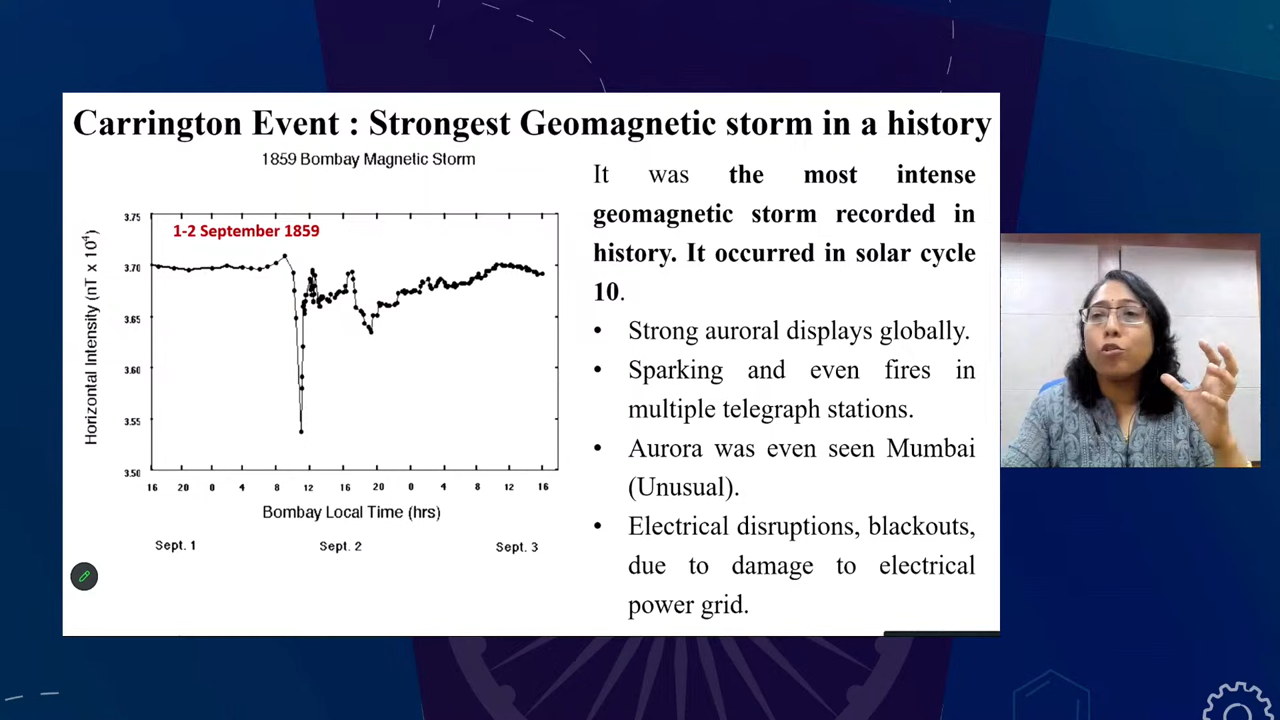 Carrington Event : Strongest Geomagnetic storm in a history
1859 Bombay Magnetic Storm
1-2 September 1859
Horizontal Intensity (nT x 10⁴)
3.75
3.70
3.65
3.60
3.55
3.50
16 20 0 4 8 12 16 20 0 4 8 12 16
Bombay Local Time (hrs)
Sept. 1 Sept. 2 Sept. 3
It was the most intense
geomagnetic storm recorded in
history. It occurred in solar cycle
10.
• Strong auroral displays globally.
• Sparking and even fires in
multiple telegraph stations.
• Aurora was even seen Mumbai
(Unusual).
• Electrical disruptions, blackouts,
due to damage to electrical
power grid.